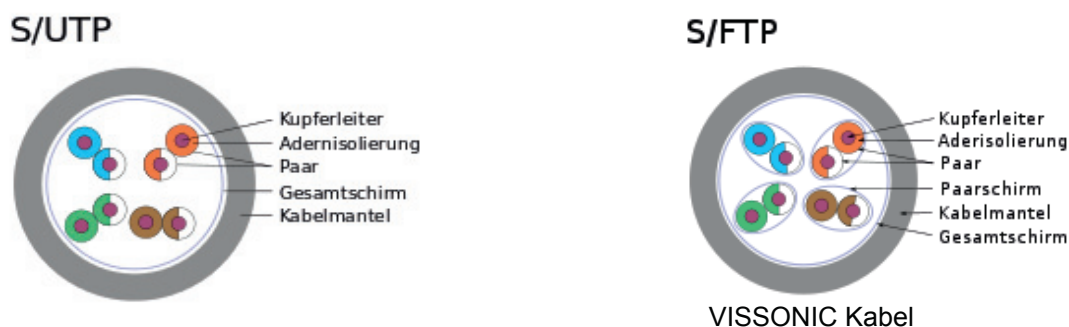 S/UTP
Kupferleiter
Adernisolierung
Paar
Gesamtschirm
Kabelmantel
S/FTP
Kupferleiter
Aderisolierung
Paar
Paarschirm
Kabelmantel
Gesamtschirm
VISSONIC Kabel